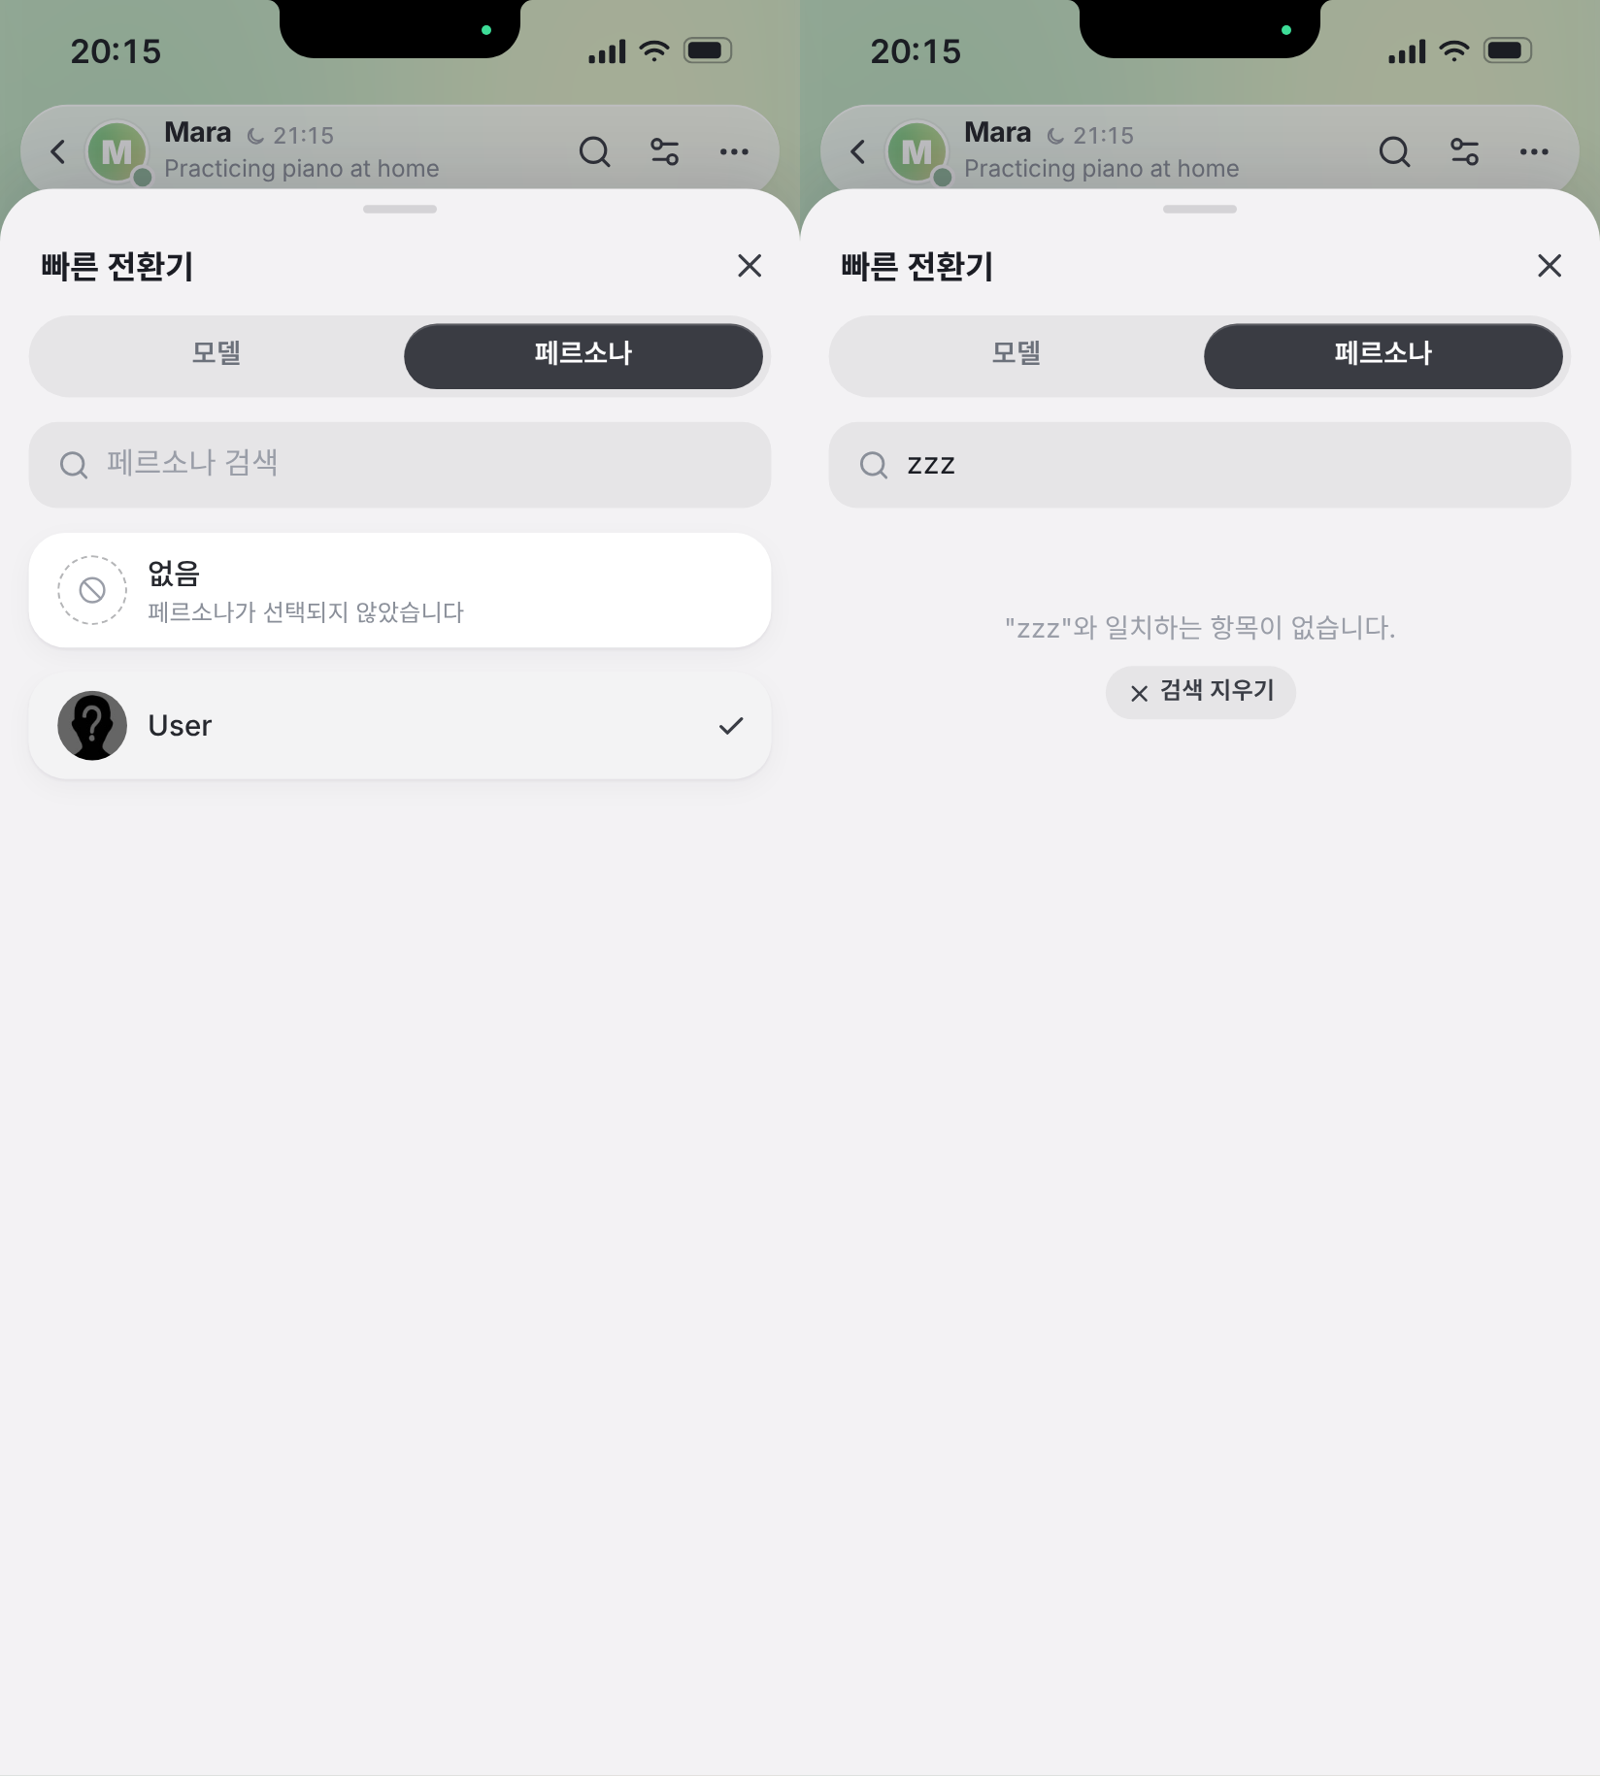 20:15
M
Mara 21:15
Practicing piano at home
빠른 전환기
모델
페르소나
페르소나 검색
없음
페르소나가 선택되지 않았습니다
User
20:15
M
Mara 21:15
Practicing piano at home
빠른 전환기
모델
페르소나
zzz
"zzz"와 일치하는 항목이 없습니다.
검색 지우기